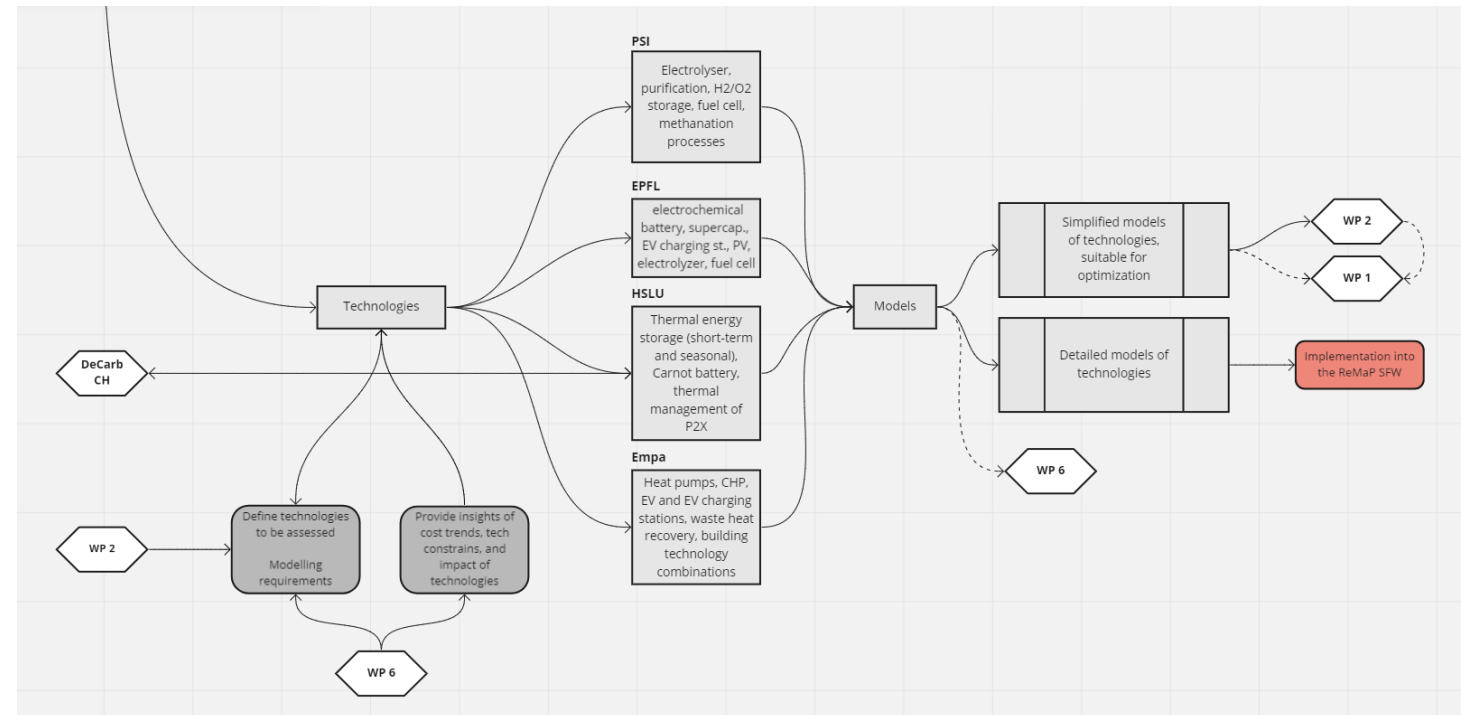 PSI
Electrolyser,
purification, H2/O2
storage, fuel cell,
methanation
processes
EPFL
electrochemical
battery, supercap.,
EV charging st., PV,
electrolyzer, fuel cell
HSLU
Thermal energy
storage (short-term
and seasonal),
Carnot battery,
thermal
management of
P2X
Empa
Heat pumps, CHP,
EV and EV charging
stations, waste heat
recovery, building
technology
combinations
Technologies
DeCarb
CH
WP 2
Define technologies
to be assessed
Modelling
requirements
Provide insights of
cost trends, tech
constrains, and
impact of
technologies
WP 6
Models
Simplified models
of technologies,
suitable for
optimization
Detailed models of
technologies
WP 2
WP 1
Implementation into
the ReMaP SFW
WP 6